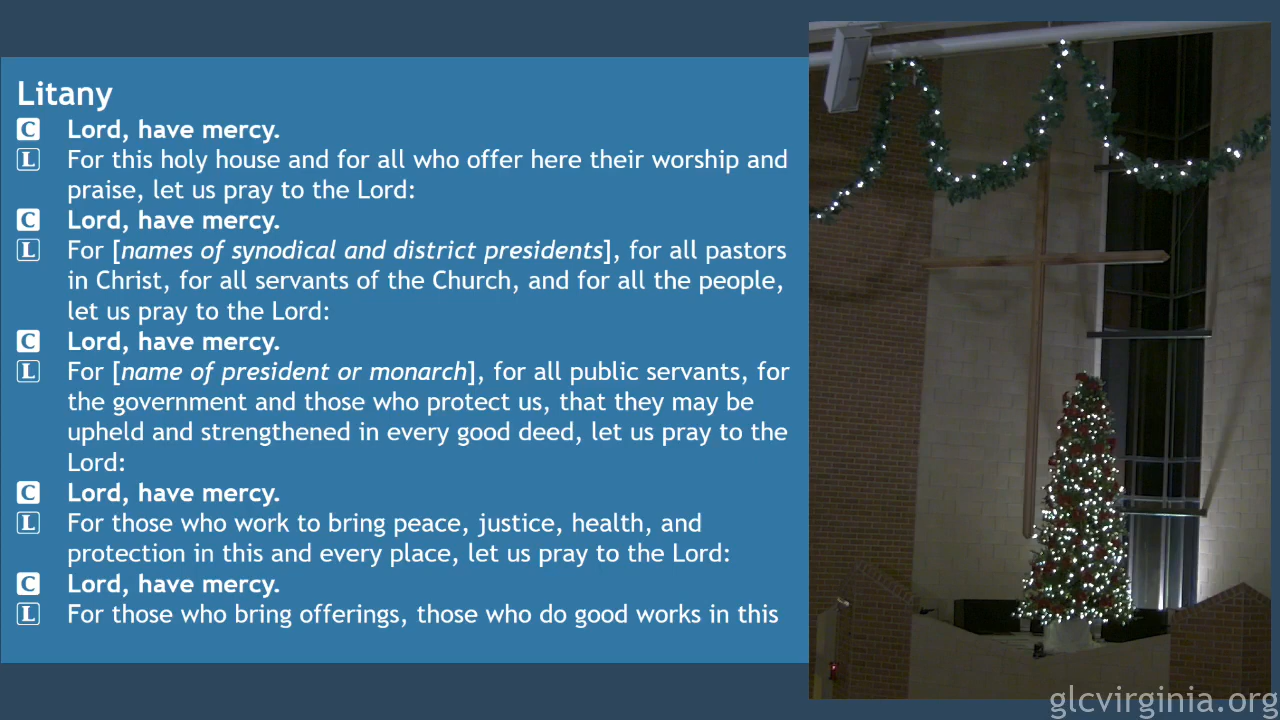 Litany
C Lord, have mercy.
L For this holy house and for all who offer here their worship and
praise, let us pray to the Lord:
C Lord, have mercy.
L For [names of synodical and district presidents], for all pastors
in Christ, for all servants of the Church, and for all the people,
let us pray to the Lord:
C Lord, have mercy.
L For [name of president or monarch], for all public servants, for
the government and those who protect us, that they may be
upheld and strengthened in every good deed, let us pray to the
Lord:
C Lord, have mercy.
L For those who work to bring peace, justice, health, and
protection in this and every place, let us pray to the Lord:
C Lord, have mercy.
L For those who bring offerings, those who do good works in this
glcvirginia.org